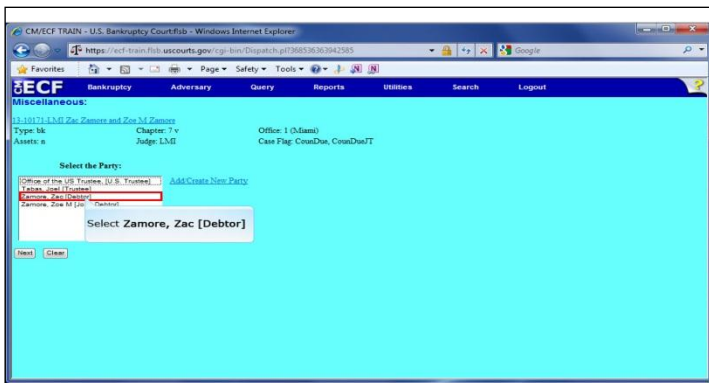 CM/ECF TRAIN - U.S. Bankruptcy Court:flsb - Windows Internet Explorer
https://ecf-train.flsb.uscourts.gov/cgi-bin/Dispatch.pl?368536363942585
Google
Favorites Page Safety Tools
ECF Bankruptcy Adversary Query Reports Utilities Search Logout ?
Miscellaneous:
13-10171-LMI Zac Zamore and Zoe M Zamore
Type: bk Chapter: 7 v Office: 1 (Miami)
Assets: n Judge: LMI Case Flag: CounDue, CounDueJT
Select the Party:
Office of the US Trustee, [U.S. Trustee] Add/Create New Party
Tabas, Joel [Trustee]
Zamore, Zac [Debtor]
Zamore, Zoe M [Jo Debtor]
Select Zamore, Zac [Debtor]
Next Clear